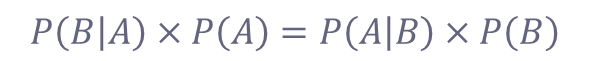 P(B|A) × P(A) = P(A|B) × P(B)